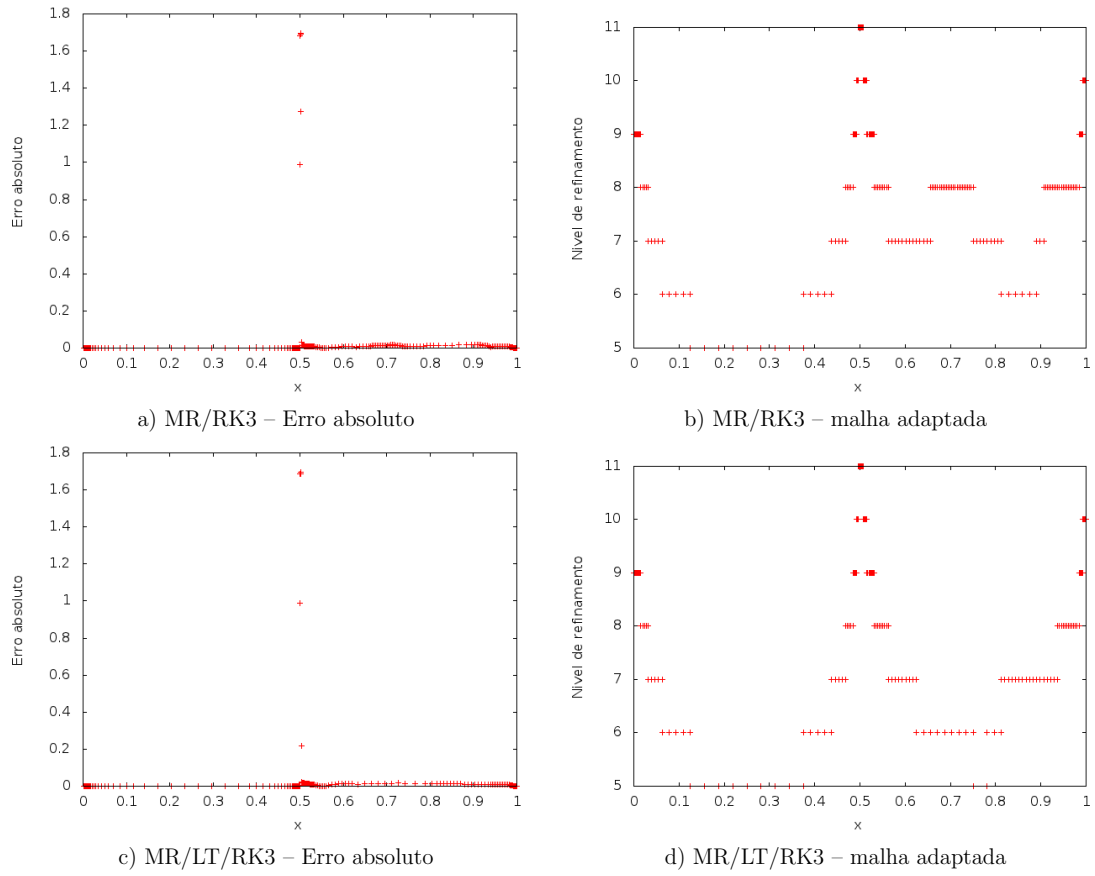 1.8
1.6
1.4
1.2
1
0.8
0.6
0.4
0.2
0
Erro absoluto
0 0.1 0.2 0.3 0.4 0.5 0.6 0.7 0.8 0.9 1
x
a) MR/RK3 – Erro absoluto
11
10
9
8
7
6
5
Nivel de refinamento
0 0.1 0.2 0.3 0.4 0.5 0.6 0.7 0.8 0.9 1
x
b) MR/RK3 – malha adaptada
1.8
1.6
1.4
1.2
1
0.8
0.6
0.4
0.2
0
Erro absoluto
0 0.1 0.2 0.3 0.4 0.5 0.6 0.7 0.8 0.9 1
x
c) MR/LT/RK3 – Erro absoluto
11
10
9
8
7
6
5
Nivel de refinamento
0 0.1 0.2 0.3 0.4 0.5 0.6 0.7 0.8 0.9 1
x
d) MR/LT/RK3 – malha adaptada